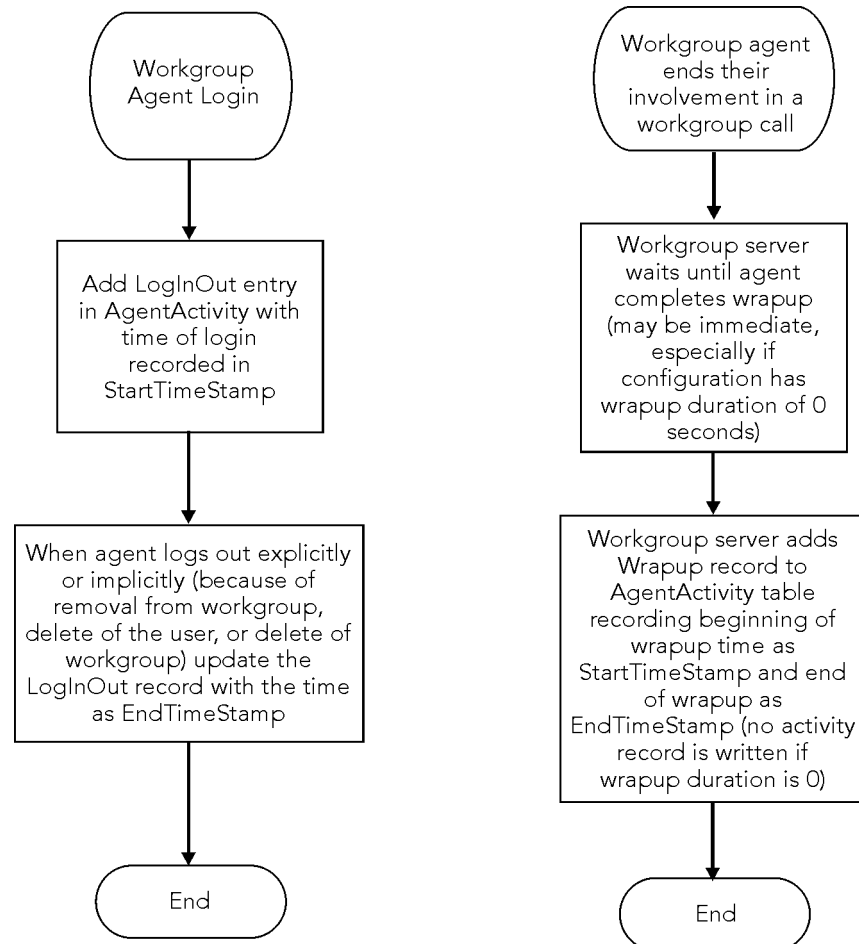 Workgroup
Agent Login
Add LogInOut entry
in AgentActivity with
time of login
recorded in
StartTimeStamp
When agent logs out explicitly
or implicitly (because of
removal from workgroup,
delete of the user, or delete of
workgroup) update the
LogInOut record with the time
as EndTimeStamp
End
Workgroup agent
ends their
involvement in a
workgroup call
Workgroup server
waits until agent
completes wrapup
(may be immediate,
especially if
configuration has
wrapup duration of 0
seconds)
Workgroup server adds
Wrapup record to
AgentActivity table
recording beginning of
wrapup time as
StartTimeStamp and end
of wrapup as
EndTimeStamp (no activity
record is written if
wrapup duration is 0)
End